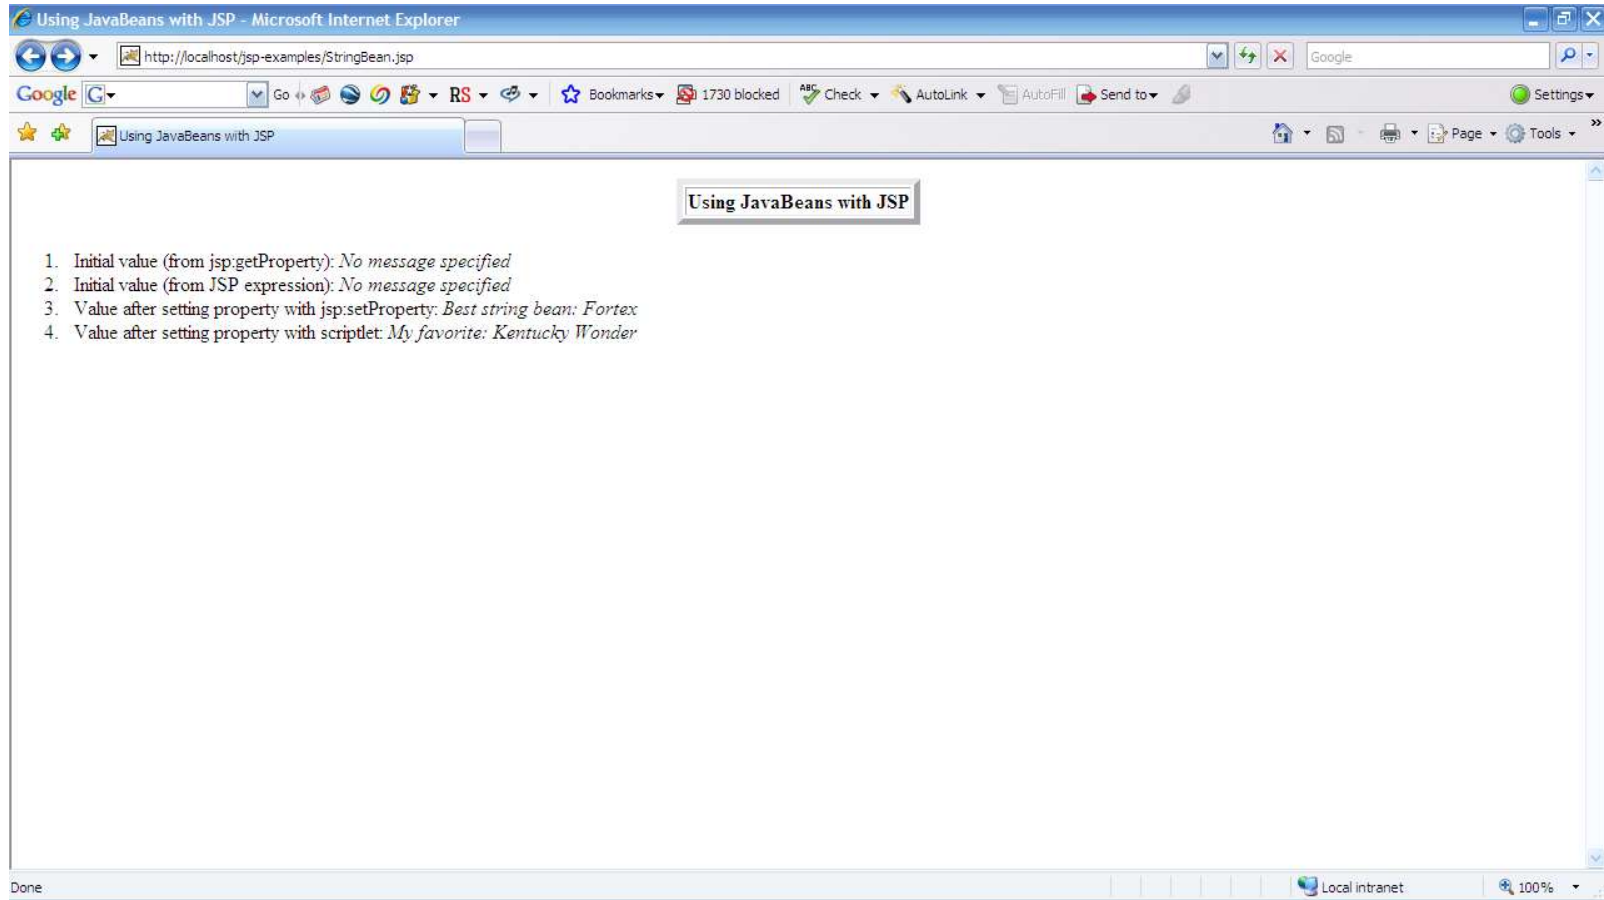 Using JavaBeans with JSP - Microsoft Internet Explorer
http://localhost/jsp-examples/StringBean.jsp Google
Google G Go RS Bookmarks 1730 blocked ABC Check AutoLink AutoFill Send to Settings
Using JavaBeans with JSP Page Tools »
Using JavaBeans with JSP
1. Initial value (from jsp:getProperty): No message specified
2. Initial value (from JSP expression): No message specified
3. Value after setting property with jsp:setProperty: Best string bean: Fortex
4. Value after setting property with scriptlet: My favorite: Kentucky Wonder
Done Local intranet 100%